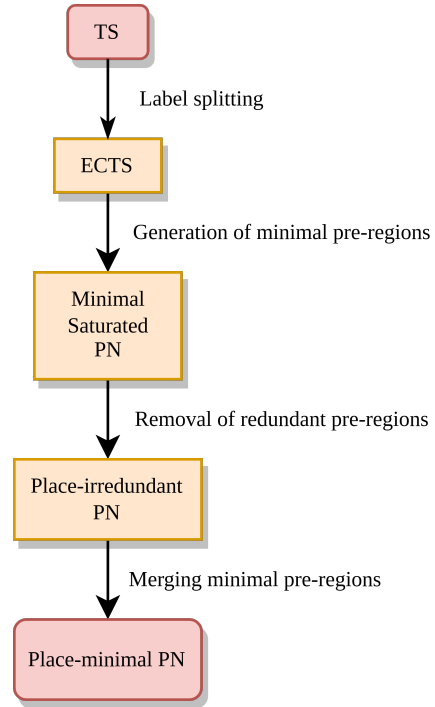 TS
Label splitting
ECTS
Generation of minimal pre-regions
Minimal
Saturated
PN
Removal of redundant pre-regions
Place-irredundant
PN
Merging minimal pre-regions
Place-minimal PN